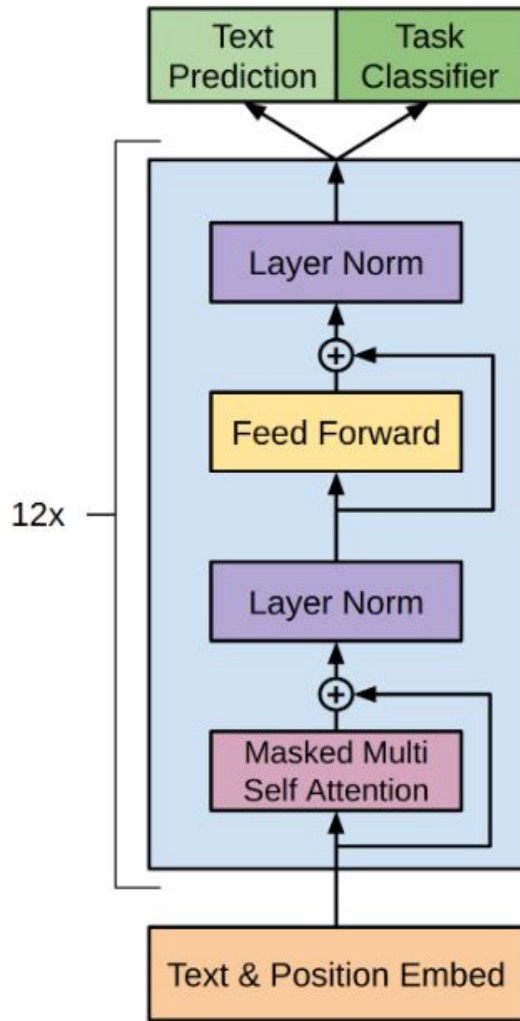 Text
Prediction
Task
Classifier
Layer Norm
Feed Forward
12x
Layer Norm
Masked Multi
Self Attention
Text & Position Embed